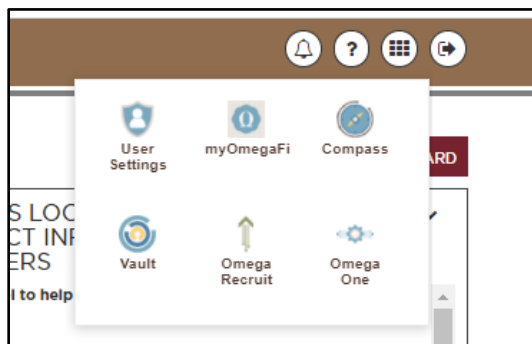 ?
ARD
User
Settings
myOmegaFi
Compass
S LOC
CT INF
ERS
Vault
Omega
Recruit
Omega
One
l to help